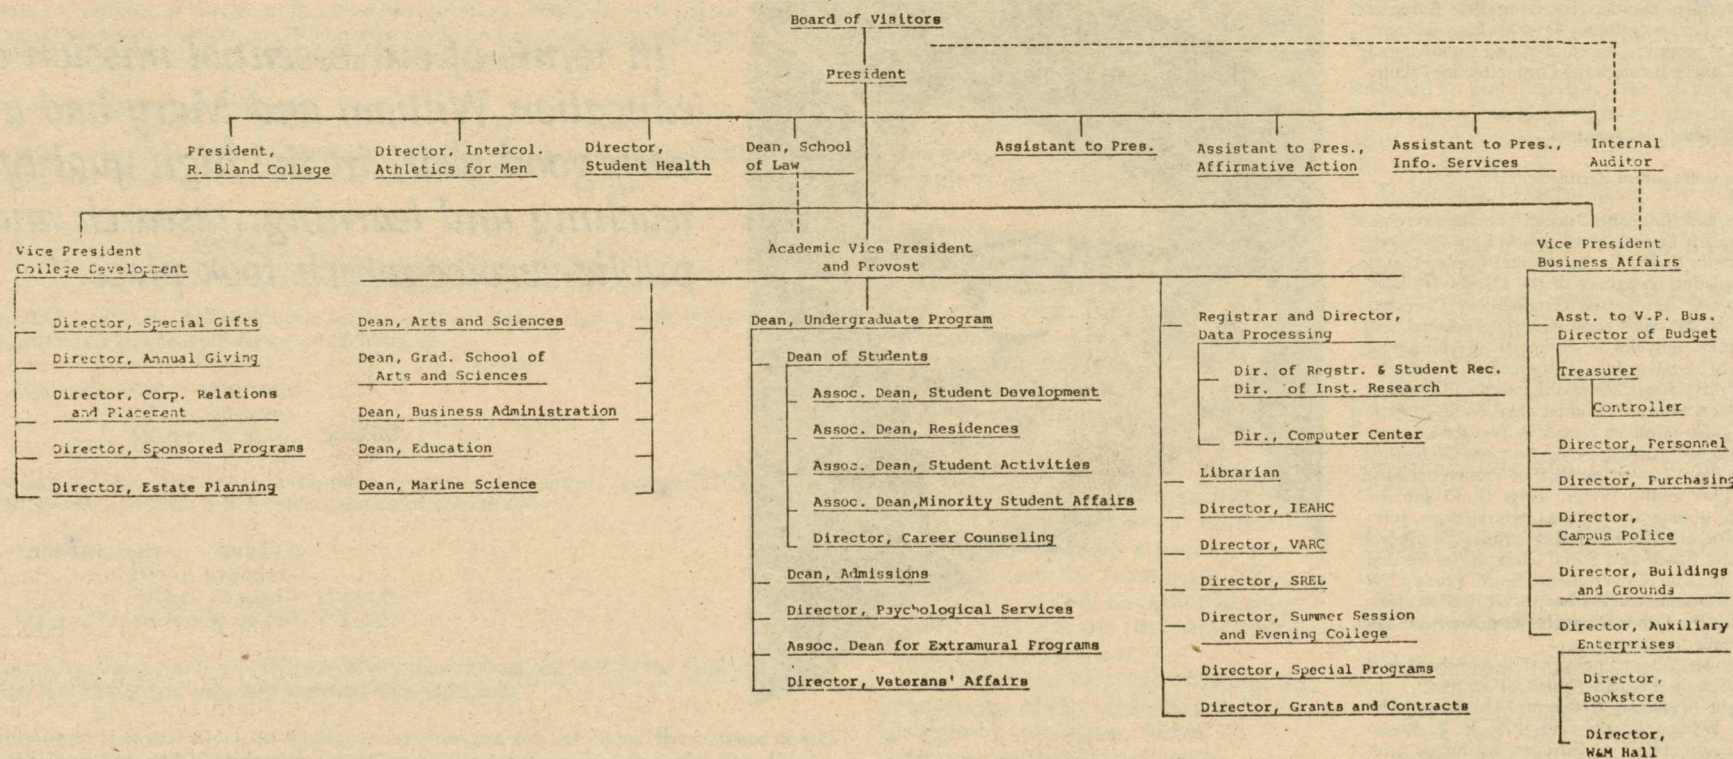 Board of Visitors
President
President,
R. Bland College
Director, Intercol.
Athletics for Men
Director,
Student Health
Dean, School
of Law
Assistant to Pres.
Assistant to Pres.,
Affirmative Action
Assistant to Pres.,
Info. Services
Internal
Auditor
Vice President
College Development
Academic Vice President
and Provost
Vice President
Business Affairs
Director, Special Gifts
Director, Annual Giving
Director, Corp. Relations
and Placement
Director, Sponsored Programs
Director, Estate Planning
Dean, Arts and Sciences
Dean, Grad. School of
Arts and Sciences
Dean, Business Administration
Dean, Education
Dean, Marine Science
Dean, Undergraduate Program
Dean of Students
Assoc. Dean, Student Development
Assoc. Dean, Residences
Assoc. Dean, Student Activities
Assoc. Dean,Minority Student Affairs
Director, Career Counseling
Dean, Admissions
Director, Psychological Services
Assoc. Dean for Extramural Programs
Director, Veterans' Affairs
Registrar and Director,
Data Processing
Dir. of Regstr. & Student Rec.
Dir. of Inst. Research
Dir., Computer Center
Librarian
Director, IEAHC
Director, VARC
Director, SREL
Director, Summer Session
and Evening College
Director, Special Programs
Director, Grants and Contracts
Asst. to V.P. Bus.
Director of Budget
Treasurer
Controller
Director, Personnel
Director, Purchasing
Director,
Campus Police
Director, Buildings
and Grounds
Director, Auxiliary
Enterprises
Director,
Bookstore
Director,
W&M Hall